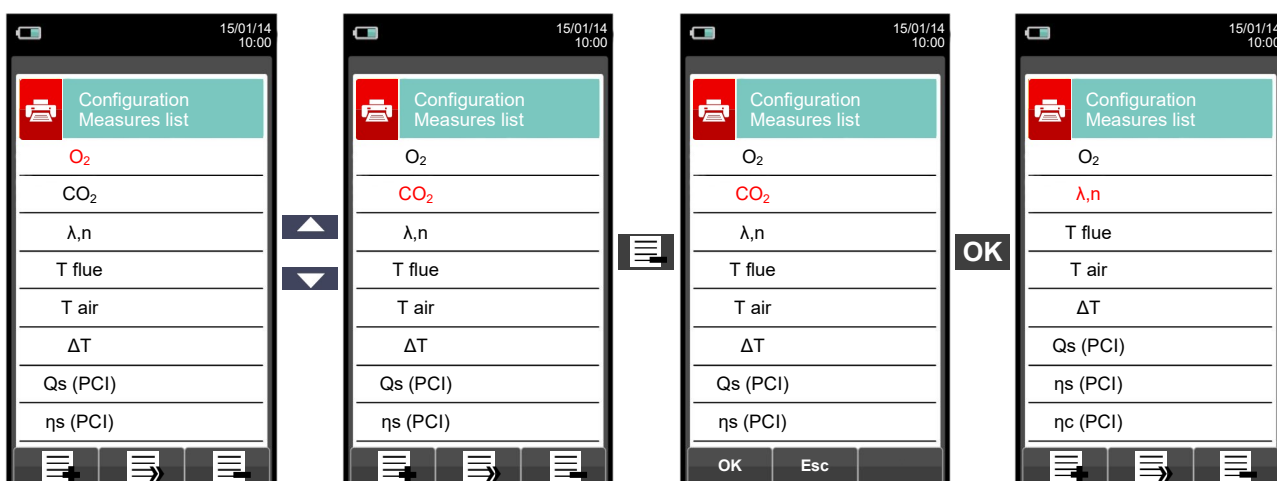 15/01/14
10:00
Configuration
Measures list
O₂
CO₂
λ,n
T flue
T air
ΔT
Qs (PCI)
ηs (PCI)
15/01/14
10:00
Configuration
Measures list
O₂
CO₂
λ,n
T flue
T air
ΔT
Qs (PCI)
ηs (PCI)
15/01/14
10:00
Configuration
Measures list
O₂
CO₂
λ,n
T flue
T air
ΔT
Qs (PCI)
ηs (PCI)
OK Esc
OK
15/01/14
10:00
Configuration
Measures list
O₂
λ,n
T flue
T air
ΔT
Qs (PCI)
ηs (PCI)
ηc (PCI)